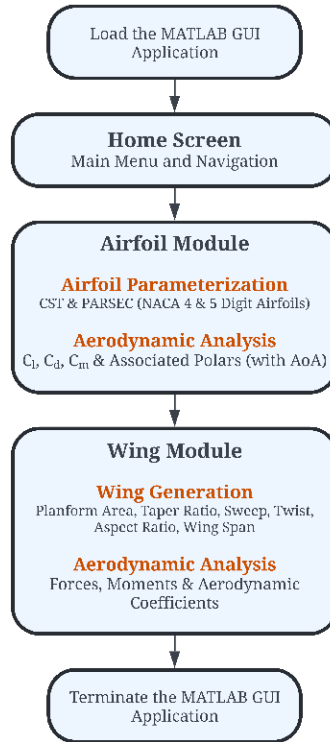 Load the MATLAB GUI
Application
Home Screen
Main Menu and Navigation
Airfoil Module
Airfoil Parameterization
CST & PARSEC (NACA 4 & 5 Digit Airfoils)
Aerodynamic Analysis
Cl, Cd, Cm & Associated Polars (with AoA)
Wing Module
Wing Generation
Planform Area, Taper Ratio, Sweep, Twist,
Aspect Ratio, Wing Span
Aerodynamic Analysis
Forces, Moments & Aerodynamic
Coefficients
Terminate the MATLAB GUI
Application